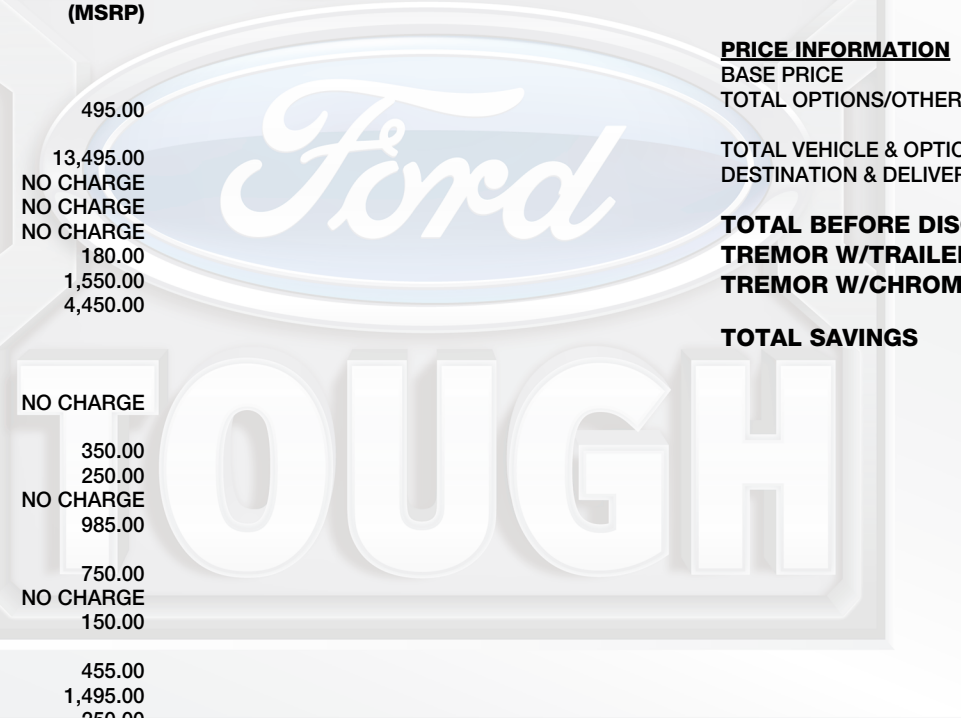 (MSRP)
495.00
13,495.00
NO CHARGE
NO CHARGE
NO CHARGE
180.00
1,550.00
4,450.00
NO CHARGE
350.00
250.00
NO CHARGE
985.00
750.00
NO CHARGE
150.00
455.00
1,495.00
PRICE INFORMATION
BASE PRICE
TOTAL OPTIONS/OTHER
TOTAL VEHICLE & OPTIO
DESTINATION & DELIVER
TOTAL BEFORE DIS
TREMOR W/TRAILE
TREMOR W/CHROM
TOTAL SAVINGS
Ford
TOUGH